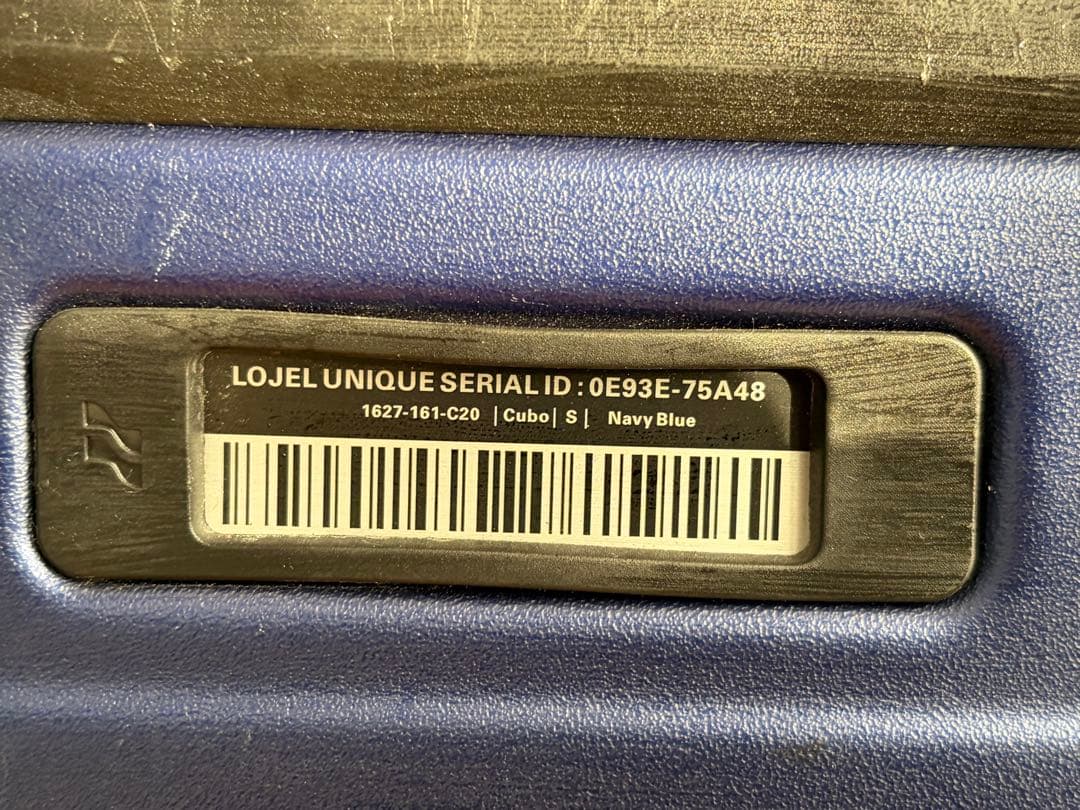 LOJEL UNIQUE SERIAL ID : 0E93E-75A48
1627-161-C20 | Cubo | S | Navy Blue